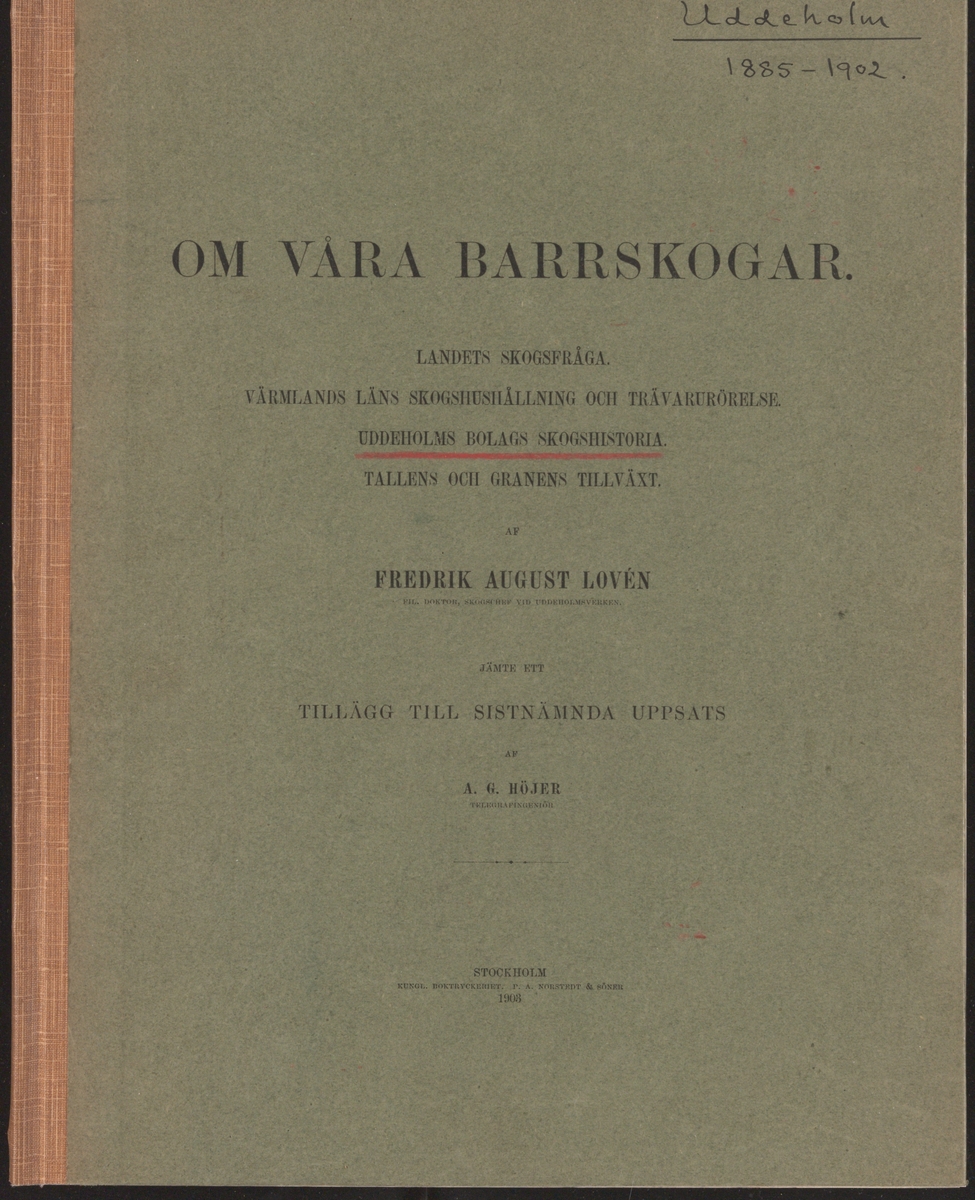 Uddeholm
1885-1902.
OM VÅRA BARRSKOGAR.
LANDETS SKOGSFRÅGA.
VÄRMLANDS LÄNS SKOGSHUSHÅLLNING OCH TRÄVARURÖRELSE.
UDDEHOLMS BOLAGS SKOGSHISTORIA.
TALLENS OCH GRANENS TILLVÄXT.
AF
FREDRIK AUGUST LOVÉN
FIL. DOKTOR, SKOGSCHEF VID UDDEHOLMSVERKEN.
JÄMTE ETT
TILLÄGG TILL SISTNÄMNDA UPPSATS
AF
A. G. HÖJER
TELEGRAFINGENIÖR
STOCKHOLM
KUNGL. BOKTRYCKERIET. P. A. NORSTEDT & SÖNER
1903